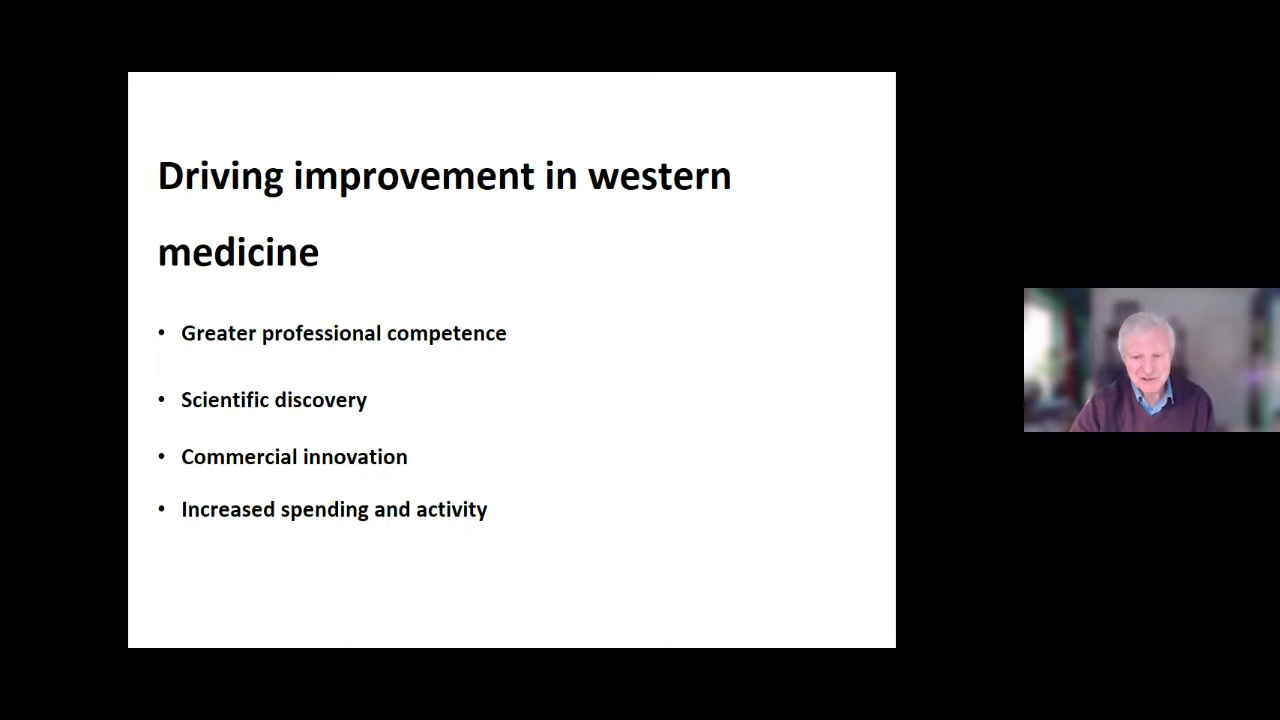 Driving improvement in western
medicine
• Greater professional competence
• Scientific discovery
• Commercial innovation
• Increased spending and activity